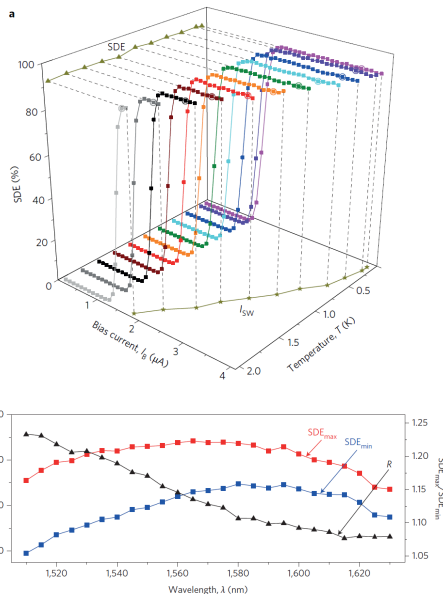 a
SDE
100
80
60
40
20
0
SDE (%)
1
2
3
4
Bias current, I_B (μA)
I_SW
0.5
1.0
1.5
2.0
Temperature, T (K)
SDE_max
SDE_min
R
1.25
1.20
1.15
1.10
1.05
SDE_max/SDE_min
1,520
1,540
1,560
1,580
1,600
1,620
Wavelength, λ (nm)